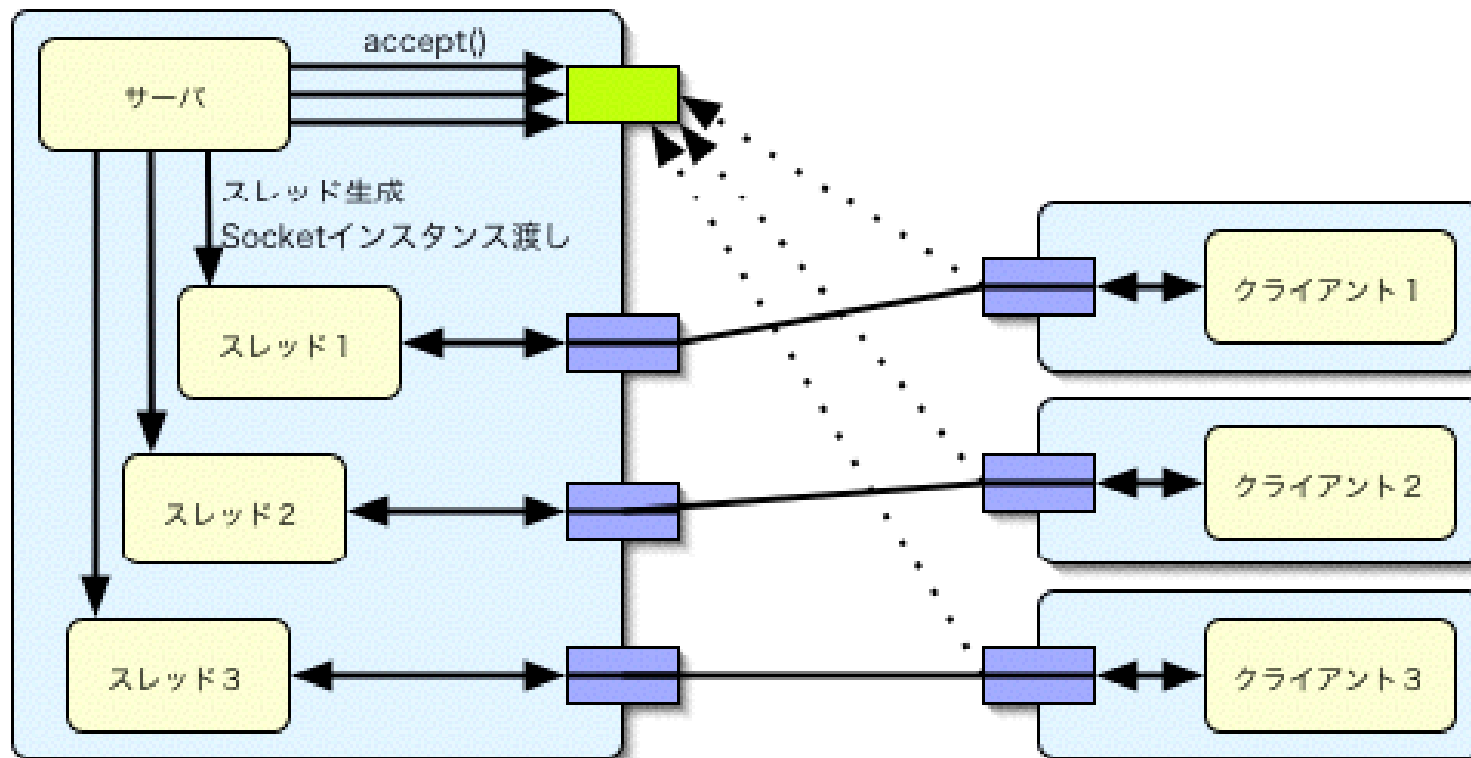 accept()
サーバ
スレッド生成
Socketインスタンス渡し
クライアント1
スレッド1
クライアント2
スレッド2
クライアント3
スレッド3